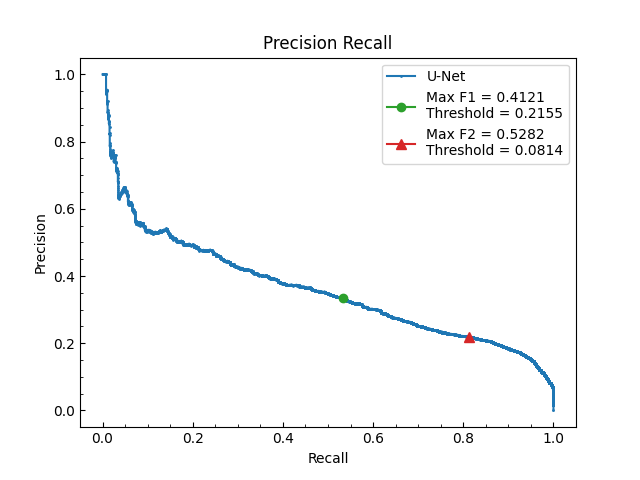 Precision Recall
U-Net
Max F1 = 0.4121
Threshold = 0.2155
Max F2 = 0.5282
Threshold = 0.0814
Precision
1.0
0.8
0.6
0.4
0.2
0.0
0.0 0.2 0.4 0.6 0.8 1.0
Recall